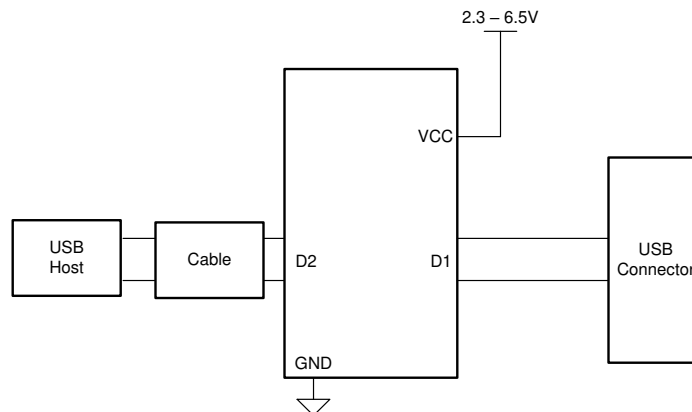 2.3 – 6.5V
VCC
USB
Host
Cable
D2
D1
USB
Connector
GND